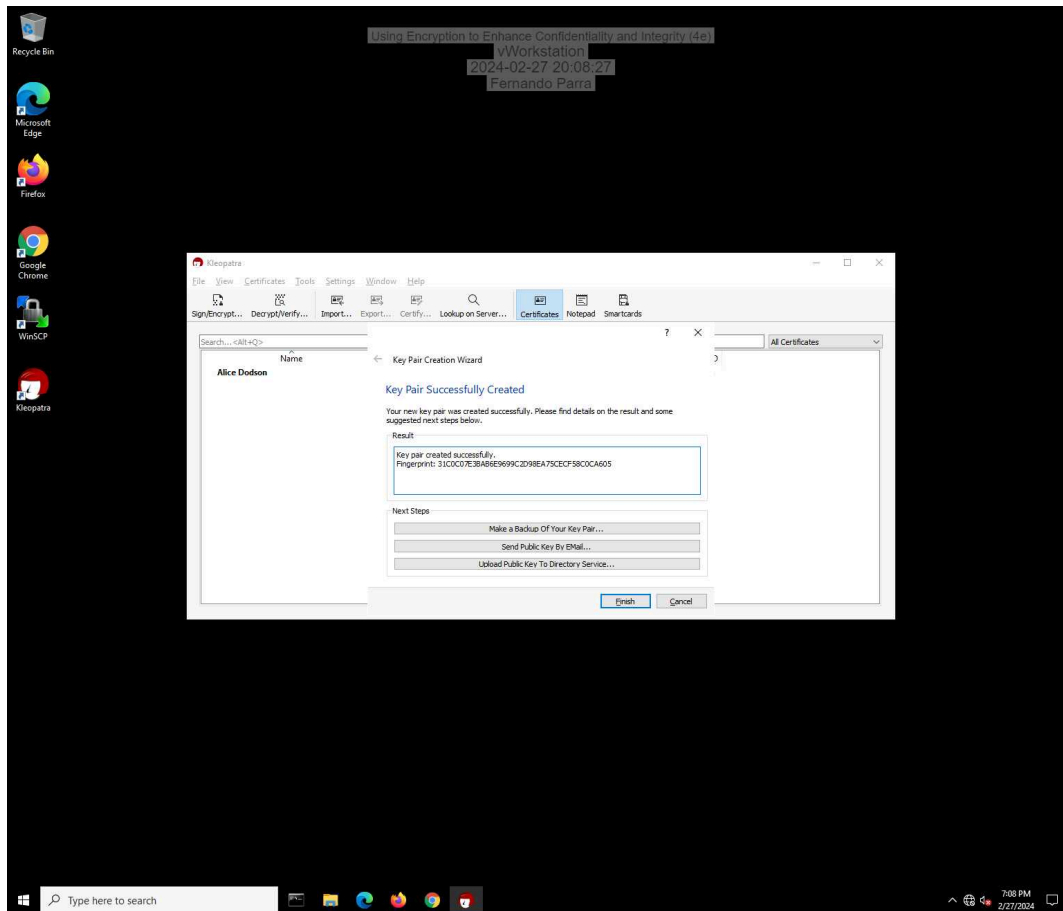 Recycle Bin
Microsoft
Edge
Firefox
Google
Chrome
WinSCP
Kleopatra
Using Encryption to Enhance Confidentiality and Integrity (4e)
vWorkstation
2024-02-27 20:08:27
Fernando Parra
Kleopatra
File View Certificates Tools Settings Window Help
Sign/Encrypt... Decrypt/Verify... Import... Export... Certify... Lookup on Server... Certificates Notepad Smartcards
Search...<Alt+Q> All Certificates
Name
Alice Dodson
? 
Key Pair Creation Wizard
Key Pair Successfully Created
Your new key pair was created successfully. Please find details on the result and some
suggested next steps below.
Result
Key pair created successfully.
Fingerprint: 31C0C07E3BAB6E9699C2D98EA75CECF58C0CA605
Next Steps
Make a Backup Of Your Key Pair...
Send Public Key By EMail...
Upload Public Key To Directory Service...
Finish Cancel
Type here to search
7:08 PM
2/27/2024